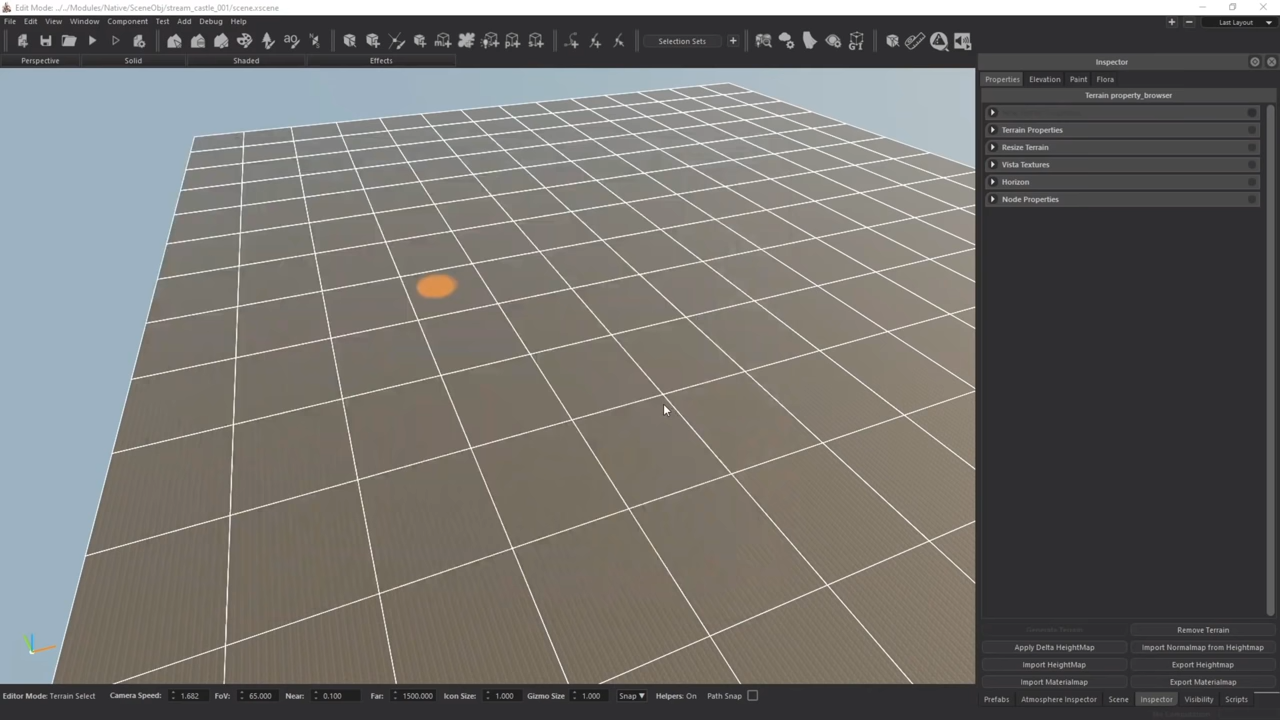 Edit Mode: ../../Modules/Native/SceneObj/stream_castle_001/scene.xscene
File Edit View Window Component Test Add Debug Help
Last Layout
Selection Sets
Perspective Solid Shaded Effects
Inspector
Properties Elevation Paint Flora
Terrain property_browser
Terrain Properties
Resize Terrain
Vista Textures
Horizon
Node Properties
Remove Terrain
Apply Delta HeightMap Import Normalmap from Heightmap
Import HeightMap Export Heightmap
Import Materialmap Export Materialmap
Editor Mode: Terrain Select Camera Speed: 1.682 FoV: 65.000 Near: 0.100 Far: 1500.000 Icon Size: 1.000 Gizmo Size 1.000 Snap Helpers: On Path Snap
Prefabs Atmosphere Inspector Scene Inspector Visibility Scripts